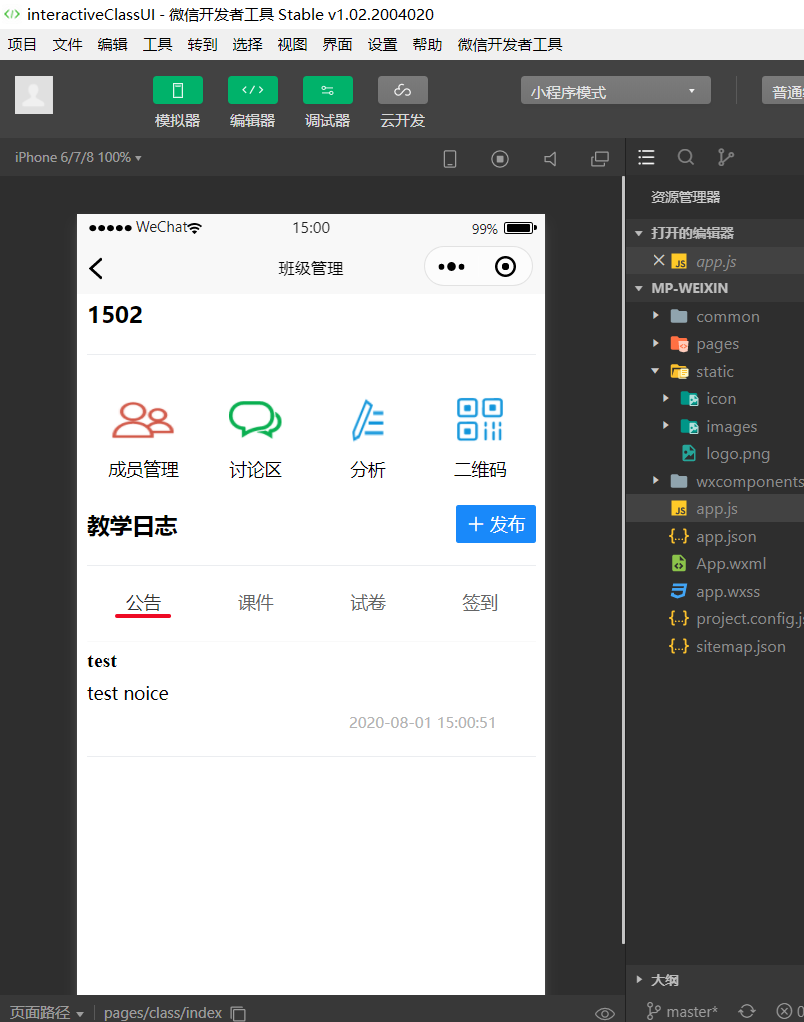 interactiveClassUI - 微信开发者工具 Stable v1.02.2004020
项目 文件 编辑 工具 转到 选择 视图 界面 设置 帮助 微信开发者工具
模拟器 编辑器 调试器 云开发
小程序模式
普通
iPhone 6/7/8 100%
资源管理器
打开的编辑器
JS app.js
MP-WEIXIN
common
pages
static
icon
images
logo.png
wxcomponents
JS app.js
{..} app.json
App.wxml
app.wxss
{..} project.config.js
{..} sitemap.json
大纲
master*
0
WeChat 15:00 99%
班级管理
1502
成员管理 讨论区 分析 二维码
教学日志
+ 发布
公告 课件 试卷 签到
test
test noice
2020-08-01 15:00:51
页面路径 pages/class/index